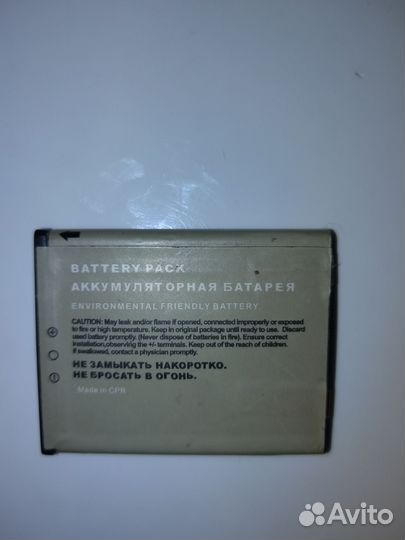 BATTERY PACK
АККУМУЛЯТОРНАЯ БАТАРЕЯ
ENVIRONMENTAL FRIENDLY BATTERY
CAUTION: May leak and/or flame if opened, connected improperly or exposed
to fire or high temperature. Keep in original package until ready to use. Discard
used battery promptly. (Never dispose of batteries in fire). Ensure correct
installation,observing the +/- terminals. Keep out of the reach of children.
If swallowed, contact a physician promptly.
НЕ ЗАМЫКАТЬ НАКОРОТКО.
НЕ БРОСАТЬ В ОГОНЬ.
Made in CPR
Avito